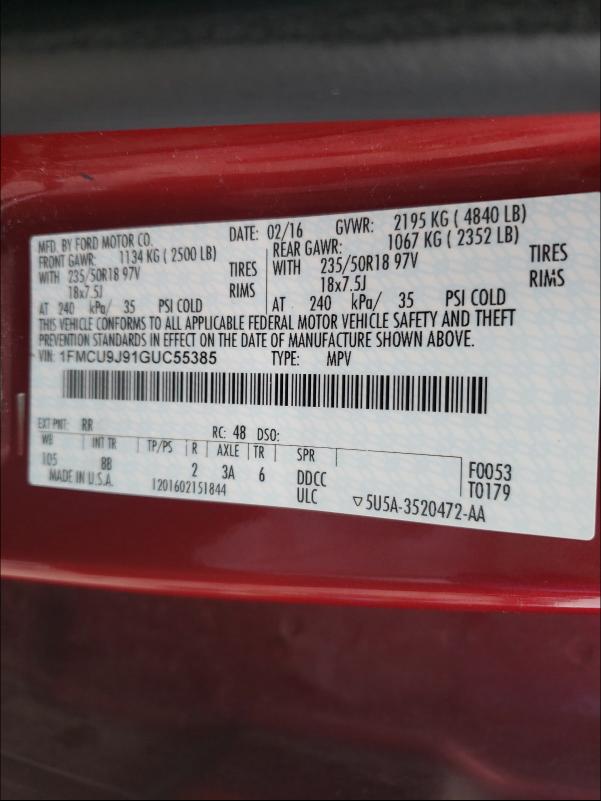 MFD. BY FORD MOTOR CO. DATE: 02/16 GVWR: 2195 KG ( 4840 LB)
FRONT GAWR: 1134 KG ( 2500 LB) REAR GAWR: 1067 KG ( 2352 LB)
WITH 235/50R18 97V TIRES WITH 235/50R18 97V TIRES
18x7.5J RIMS 18x7.5J RIMS
AT 240 kPa/ 35 PSI COLD AT 240 kPa/ 35 PSI COLD
THIS VEHICLE CONFORMS TO ALL APPLICABLE FEDERAL MOTOR VEHICLE SAFETY AND THEFT
PREVENTION STANDARDS IN EFFECT ON THE DATE OF MANUFACTURE SHOWN ABOVE.
VIN: 1FMCU9J91GUC55385 TYPE: MPV
EXT PNT: RR RC: 48 DSO:
WB INT TR TP/PS R AXLE TR SPR
105 8B 2 3A 6 DDCC F0053
MADE IN U.S.A. 1201602151844 ULC T0179
▽5U5A-3520472-AA